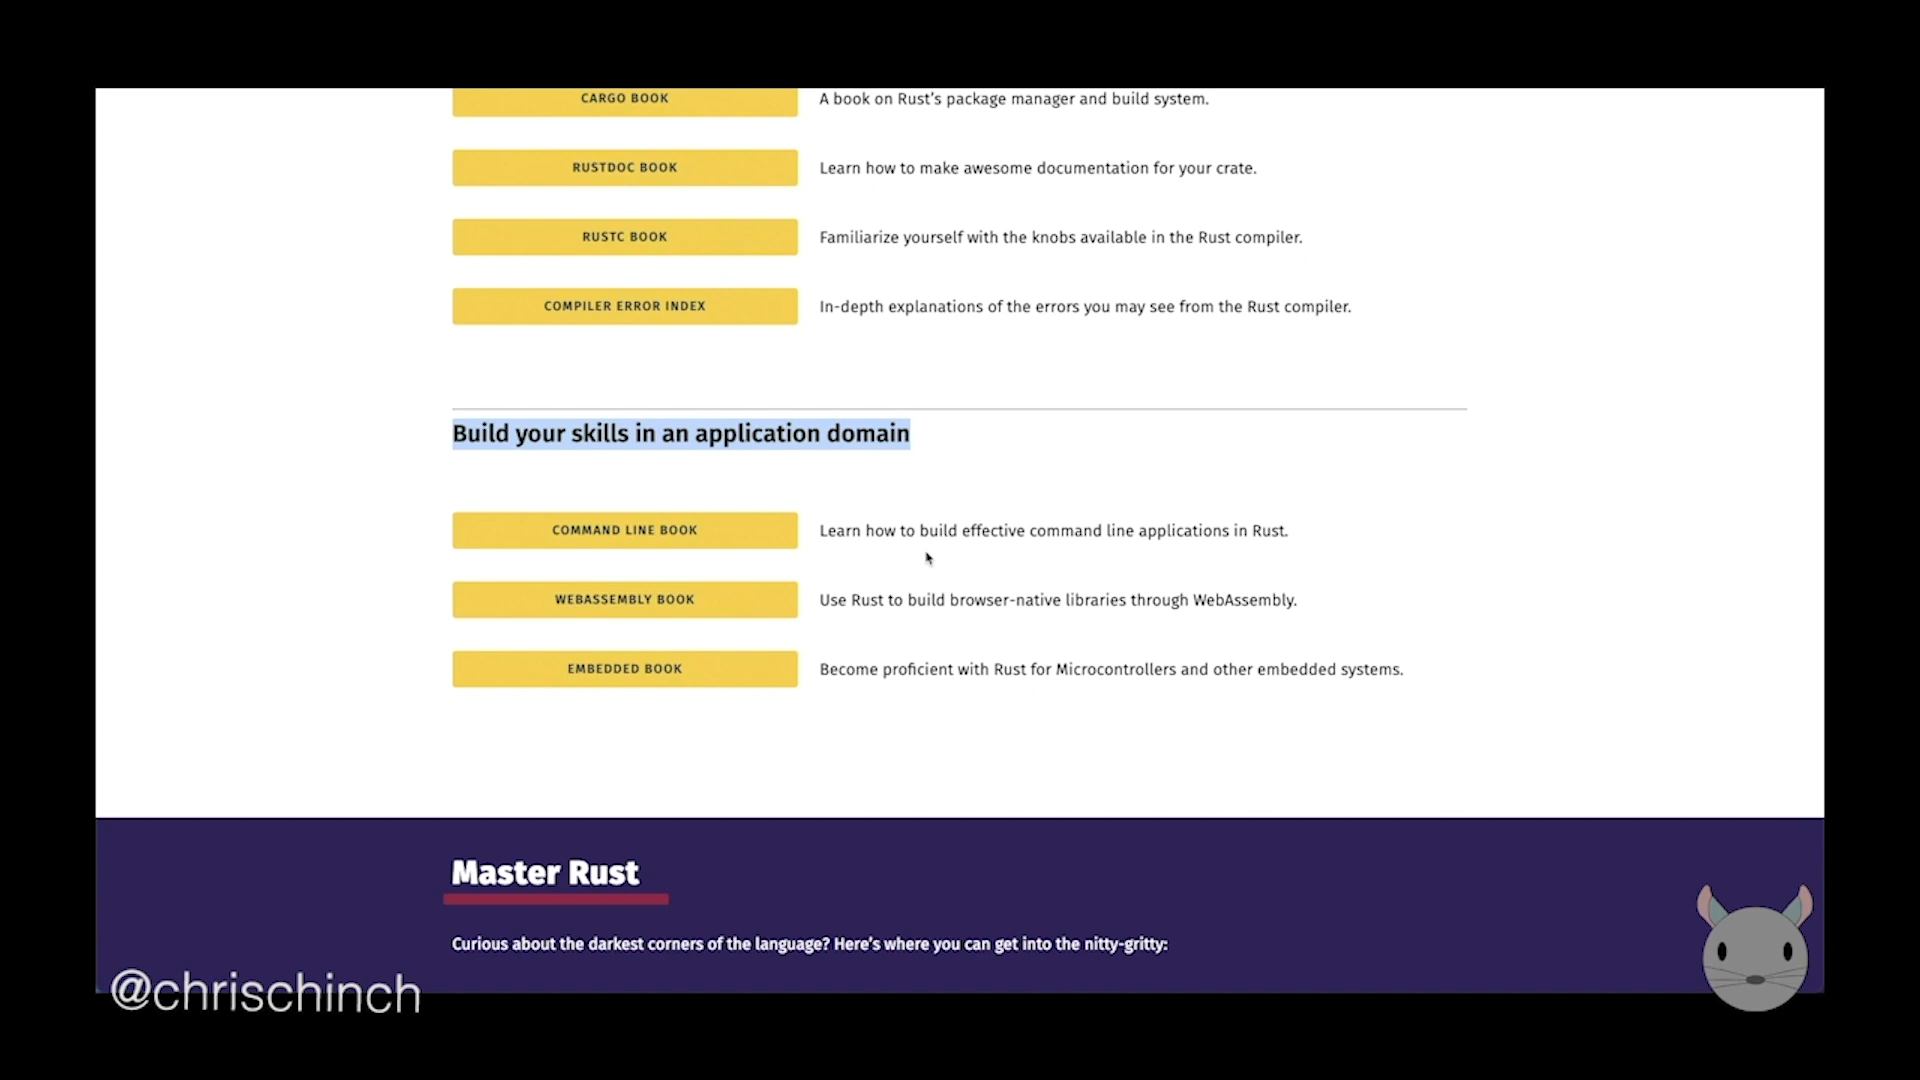 CARGO BOOK A book on Rust's package manager and build system.
RUSTDOC BOOK Learn how to make awesome documentation for your crate.
RUSTC BOOK Familiarize yourself with the knobs available in the Rust compiler.
COMPILER ERROR INDEX In-depth explanations of the errors you may see from the Rust compiler.
Build your skills in an application domain
COMMAND LINE BOOK Learn how to build effective command line applications in Rust.
WEBASSEMBLY BOOK Use Rust to build browser-native libraries through WebAssembly.
EMBEDDED BOOK Become proficient with Rust for Microcontrollers and other embedded systems.
Master Rust
Curious about the darkest corners of the language? Here's where you can get into the nitty-gritty:
@chrischinch